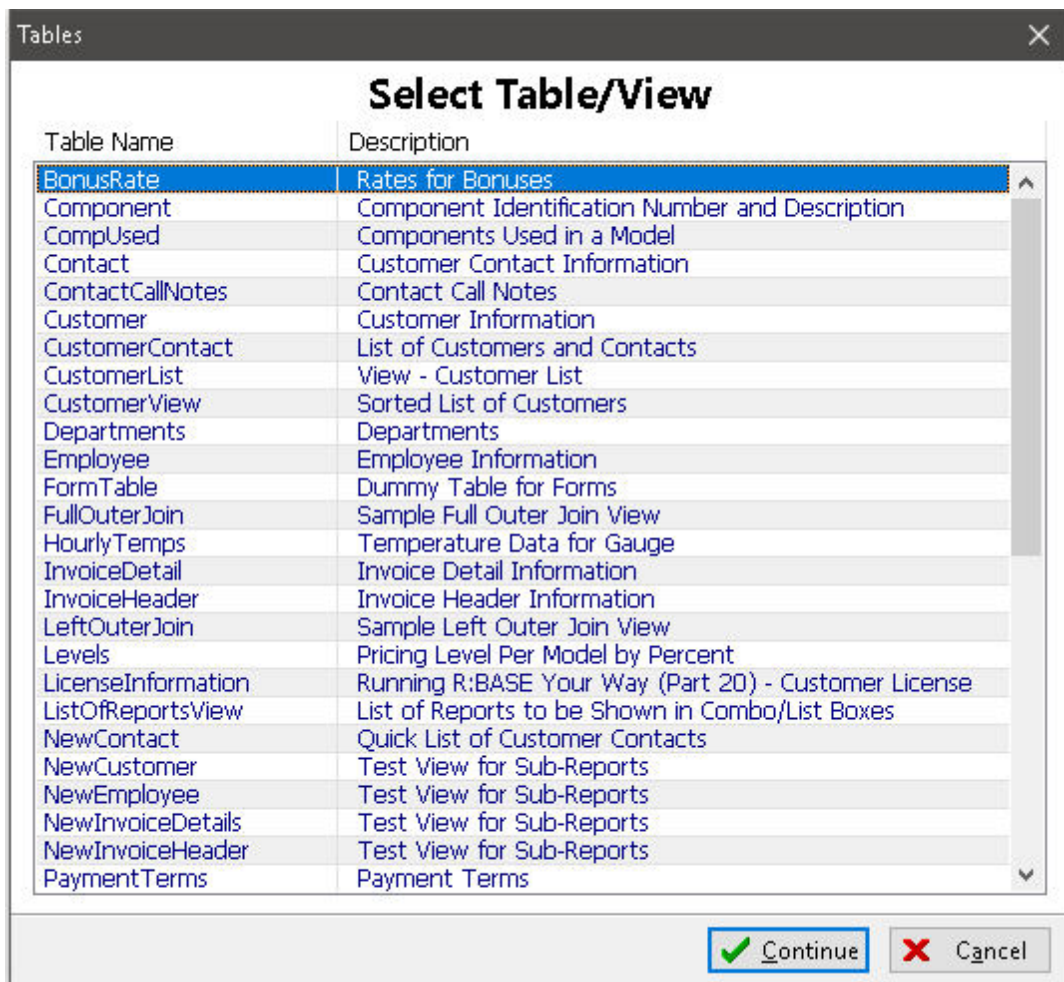 Tables
Select Table/View
Table Name Description
BonusRate Rates for Bonuses
Component Component Identification Number and Description
CompUsed Components Used in a Model
Contact Customer Contact Information
ContactCallNotes Contact Call Notes
Customer Customer Information
CustomerContact List of Customers and Contacts
CustomerList View - Customer List
CustomerView Sorted List of Customers
Departments Departments
Employee Employee Information
FormTable Dummy Table for Forms
FullOuterJoin Sample Full Outer Join View
HourlyTemps Temperature Data for Gauge
InvoiceDetail Invoice Detail Information
InvoiceHeader Invoice Header Information
LeftOuterJoin Sample Left Outer Join View
Levels Pricing Level Per Model by Percent
LicenseInformation Running R:BASE Your Way (Part 20) - Customer License
ListOfReportsView List of Reports to be Shown in Combo/List Boxes
NewContact Quick List of Customer Contacts
NewCustomer Test View for Sub-Reports
NewEmployee Test View for Sub-Reports
NewInvoiceDetails Test View for Sub-Reports
NewInvoiceHeader Test View for Sub-Reports
PaymentTerms Payment Terms
Continue Cancel